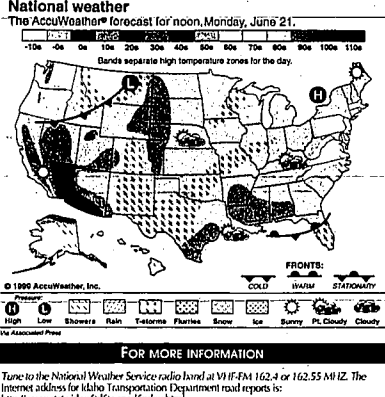 National weather
The AccuWeather® forecast for noon, Monday, June 21.
-10s -0s 0s 10s 20s 30s 40s 50s 60s 70s 80s 90s 100s 110s
Bands separate high temperature zones for the day.
L
H
FRONTS:
COLD WARM STATIONARY
© 1999 AccuWeather, Inc.
Pressure:
H L
High Low Showers Rain T-storms Flurries Snow Ice Sunny Pt. Cloudy Cloudy
Via Associated Press
FOR MORE INFORMATION
Tune to the National Weather Service radio band at VHF-FM 162.4 or 162.55 MHZ. The
Internet address for Idaho Transportation Department road reports is: